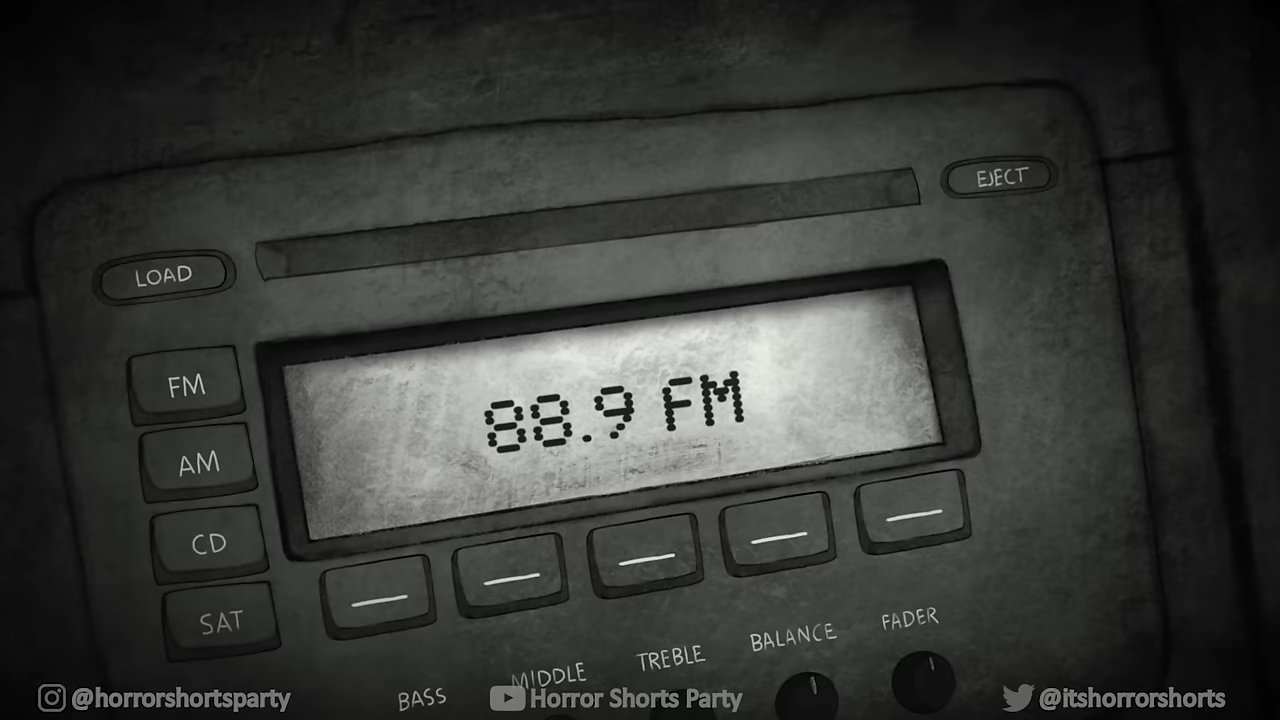 EJECT
LOAD
FM
88.9 FM
AM
CD
SAT
FADER
BALANCE
TREBLE
MIDDLE
BASS
@horrorshortsparty
Horror Shorts Party
@itshorrorshorts